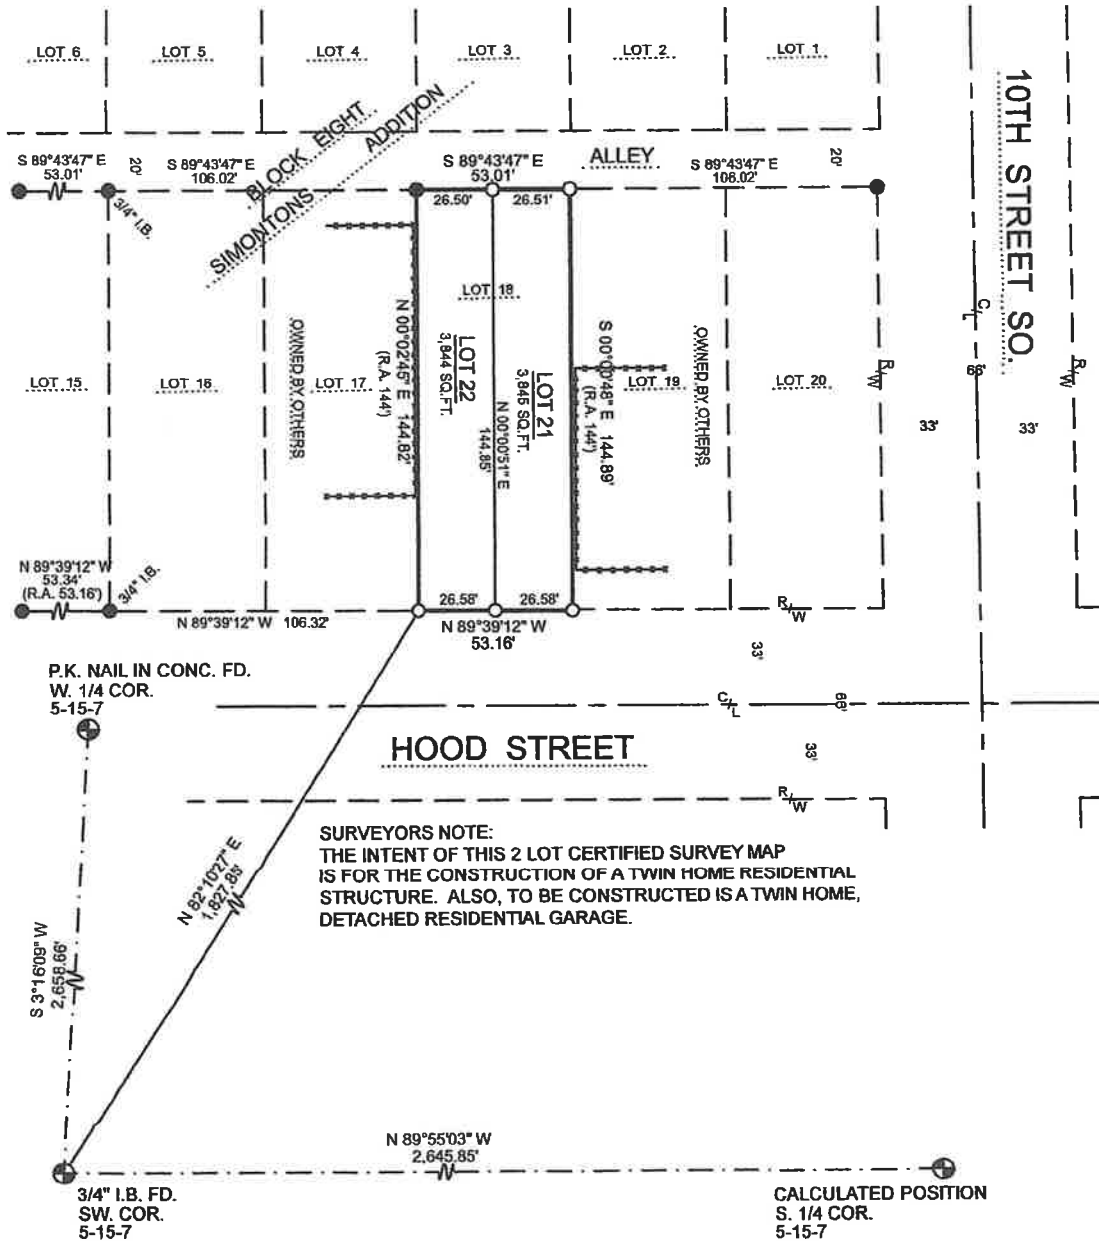 LOT 6
LOT 5
LOT 4
LOT 3
LOT 2
LOT 1
10TH STREET SO.
BLOCK EIGHT
SIMONTONS ADDITION
S 89°43'47" E
53.01'
20'
S 89°43'47" E
106.02'
S 89°43'47" E
53.01'
ALLEY
S 89°43'47" E
106.02'
20'
3/4" I.B.
26.50'
26.51'
LOT 18
C/L
66'
R/W
R/W
33'
33'
LOT 15
LOT 16
OWNED BY OTHERS
LOT 17
N 00°02'45" E 144.82'
(R.A. 144')
LOT 22
3,844 SQ.FT.
N 00°00'51" E
144.85'
LOT 21
3,845 SQ.FT.
S 00°00'48" E 144.89'
(R.A. 144')
LOT 19
OWNED BY OTHERS
LOT 20
N 89°39'12" W
53.34'
(R.A. 53.16')
3/4" I.B.
N 89°39'12" W 106.32'
26.58'
26.58'
N 89°39'12" W
53.16'
R/W
33'
P.K. NAIL IN CONC. FD.
W. 1/4 COR.
5-15-7
C/L
66'
HOOD STREET
33'
R/W
SURVEYORS NOTE:
THE INTENT OF THIS 2 LOT CERTIFIED SURVEY MAP
IS FOR THE CONSTRUCTION OF A TWIN HOME RESIDENTIAL
STRUCTURE. ALSO, TO BE CONSTRUCTED IS A TWIN HOME,
DETACHED RESIDENTIAL GARAGE.
N 82°10'27" E
1,827.85'
S 3°16'09" W
2,658.66'
N 89°55'03" W
2,645.85'
3/4" I.B. FD.
SW. COR.
5-15-7
CALCULATED POSITION
S. 1/4 COR.
5-15-7